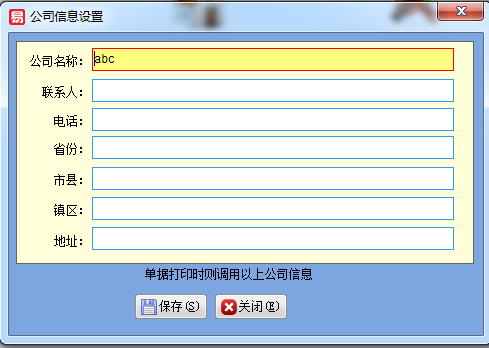 易 公司信息设置
公司名称： abc
联系人：
电话：
省份：
市县：
镇区：
地址：
单据打印时则调用以上公司信息
保存(S) 关闭(E)